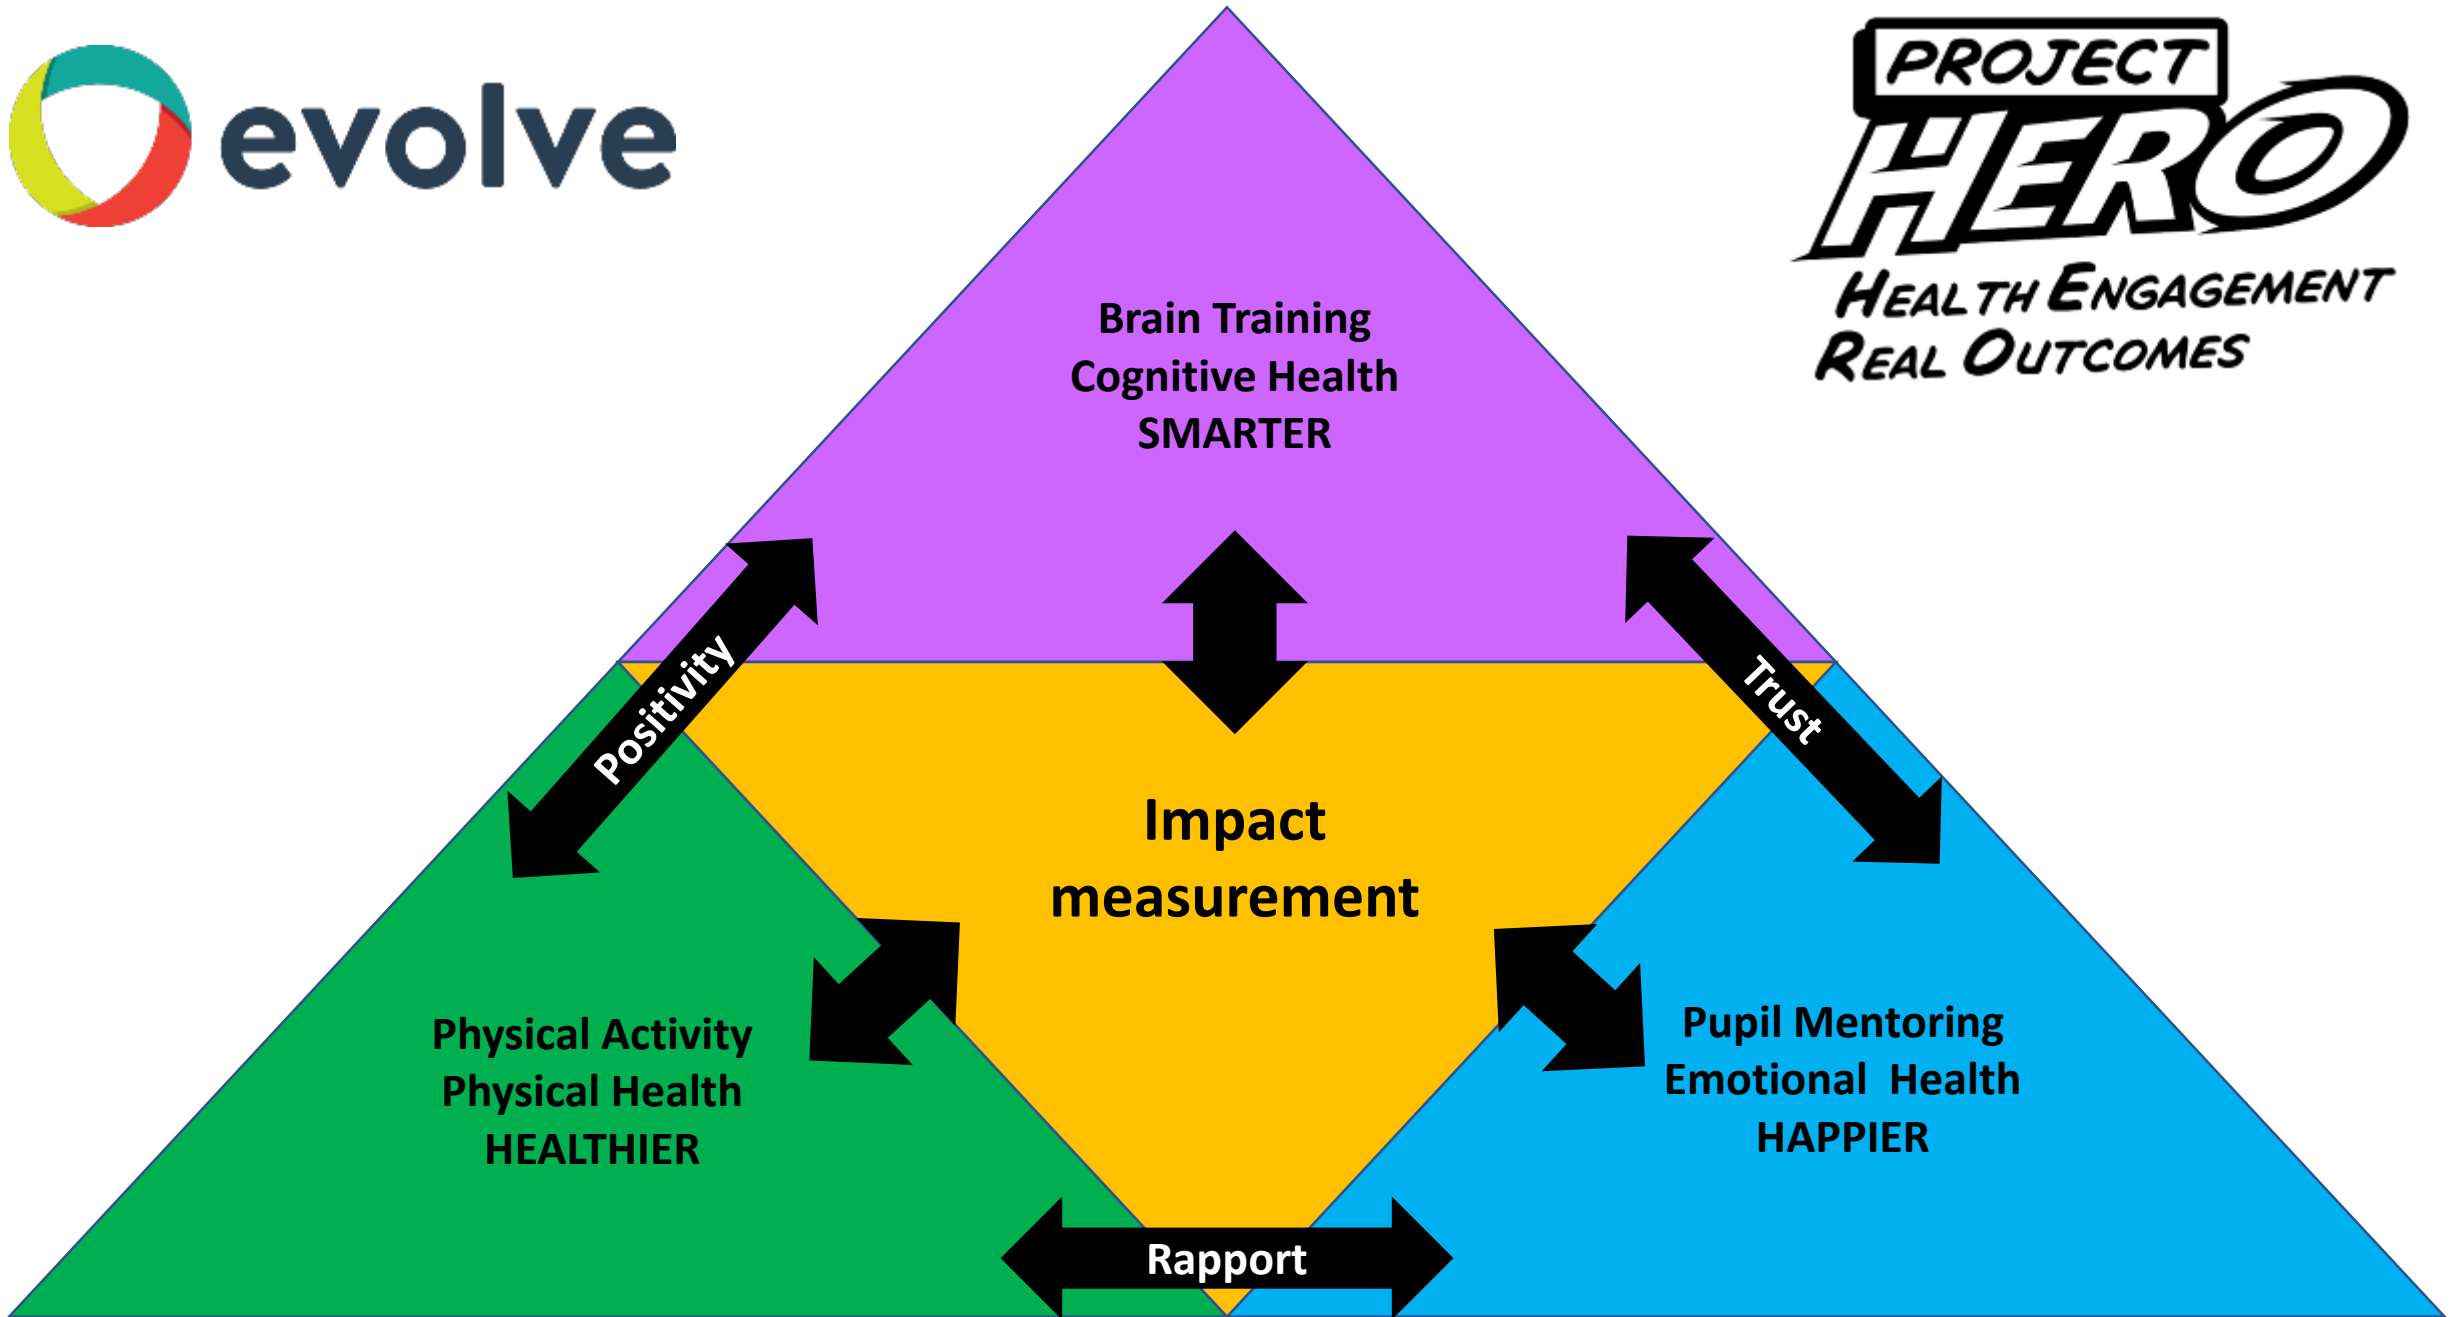 evolve
PROJECT
HERO
HEALTH ENGAGEMENT
REAL OUTCOMES
Brain Training
Cognitive Health
SMARTER
Positivity
Trust
Impact
measurement
Physical Activity
Physical Health
HEALTHIER
Pupil Mentoring
Emotional  Health
HAPPIER
Rapport